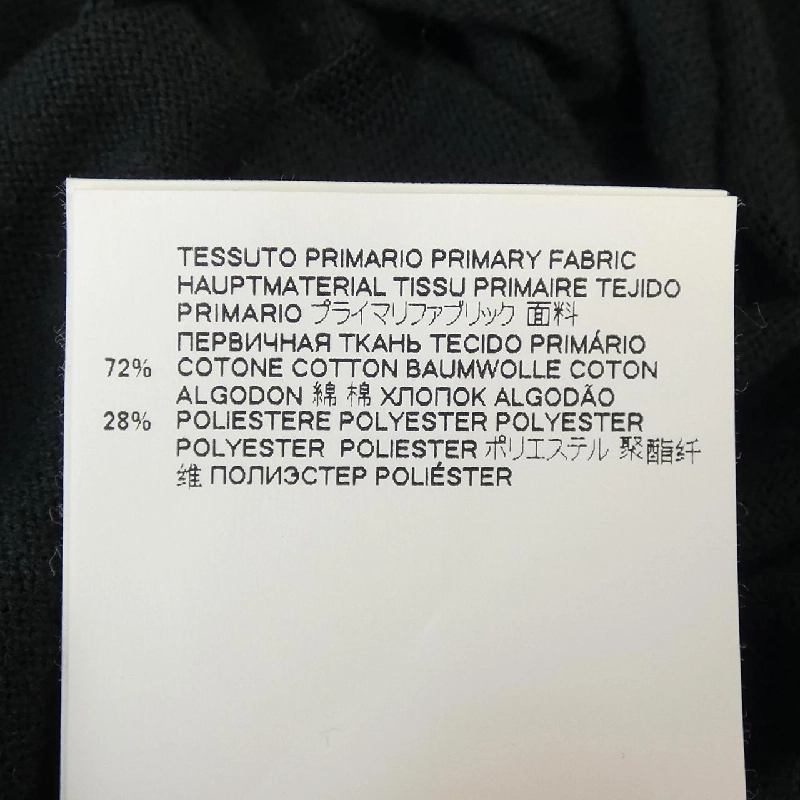 TESSUTO PRIMARIO PRIMARY FABRIC
HAUPTMATERIAL TISSU PRIMAIRE TEJIDO
PRIMARIO プライマリファブリック 面料
ПЕРВИЧНАЯ ТКАНЬ TECIDO PRIMÁRIO
72% COTONE COTTON BAUMWOLLE COTON
ALGODON 綿 棉 ХЛОПОК ALGODÃO
28% POLIESTERE POLYESTER POLYESTER
POLYESTER POLIESTER ポリエステル 聚酯纤
维 ПОЛИЭСТЕР POLIÉSTER